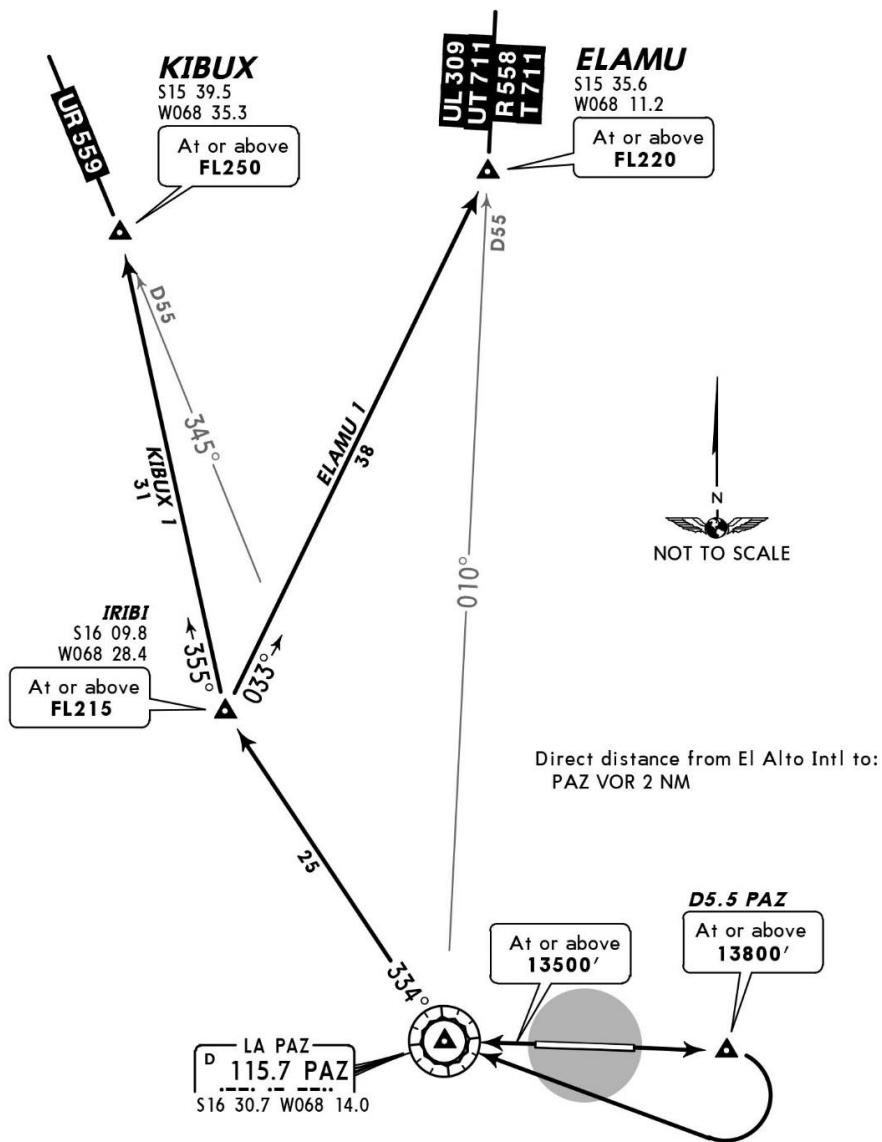 UR 559
KIBUX
S15 39.5
W068 35.3
At or above
FL250
UL 309
UT 711
R 558
T 711
ELAMU
S15 35.6
W068 11.2
At or above
FL220
D55
D55
345°
KIBUX 1
31
ELAMU 1
38
010°
N
NOT TO SCALE
IRIBI
S16 09.8
W068 28.4
At or above
FL215
355°
033°
Direct distance from El Alto Intl to:
PAZ VOR 2 NM
25
334°
At or above
13500'
D5.5 PAZ
At or above
13800'
LA PAZ
D 115.7 PAZ
S16 30.7 W068 14.0